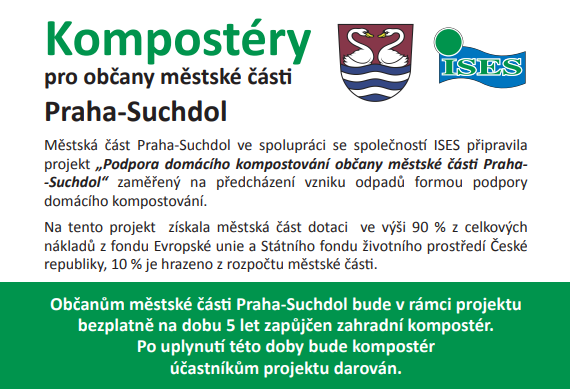 Kompostéry
pro občany městské části
Praha-Suchdol
ISES
Městská část Praha-Suchdol ve spolupráci se společností ISES připravila
projekt „Podpora domácího kompostování občany městské části Praha-
-Suchdol“ zaměřený na předcházení vzniku odpadů formou podpory
domácího kompostování.
Na tento projekt získala městská část dotaci ve výši 90 % z celkových
nákladů z fondu Evropské unie a Státního fondu životního prostředí České
republiky, 10 % je hrazeno z rozpočtu městské části.
Občanům městské části Praha-Suchdol bude v rámci projektu
bezplatně na dobu 5 let zapůjčen zahradní kompostér.
Po uplynutí této doby bude kompostér
účastníkům projektu darován.